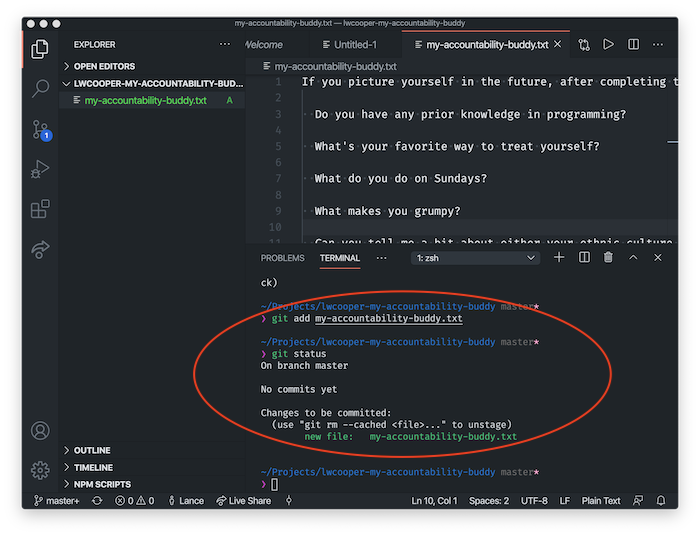 my-accountability-buddy.txt — lwcooper-my-accountability-buddy
EXPLORER
OPEN EDITORS
LWCOOPER-MY-ACCOUNTABILITY-BUD...
my-accountability-buddy.txt A
1
OUTLINE
TIMELINE
NPM SCRIPTS
Welcome
Untitled-1
my-accountability-buddy.txt
my-accountability-buddy.txt
1 If you picture yourself in the future, after completing t
2
3 Do you have any prior knowledge in programming?
4
5 What's your favorite way to treat yourself?
6
7 What do you do on Sundays?
8
9 What makes you grumpy?
10
11 Can you tell me a bit about either your ethnic culture
PROBLEMS TERMINAL 1: zsh
ck)
~/Projects/lwcooper-my-accountability-buddy master*
❯ git add my-accountability-buddy.txt
~/Projects/lwcooper-my-accountability-buddy master*
❯ git status
On branch master
No commits yet
Changes to be committed:
(use "git rm --cached <file>..." to unstage)
new file: my-accountability-buddy.txt
~/Projects/lwcooper-my-accountability-buddy master*
❯
master+ 0 0 Lance Live Share Ln 10, Col 1 Spaces: 2 UTF-8 LF Plain Text